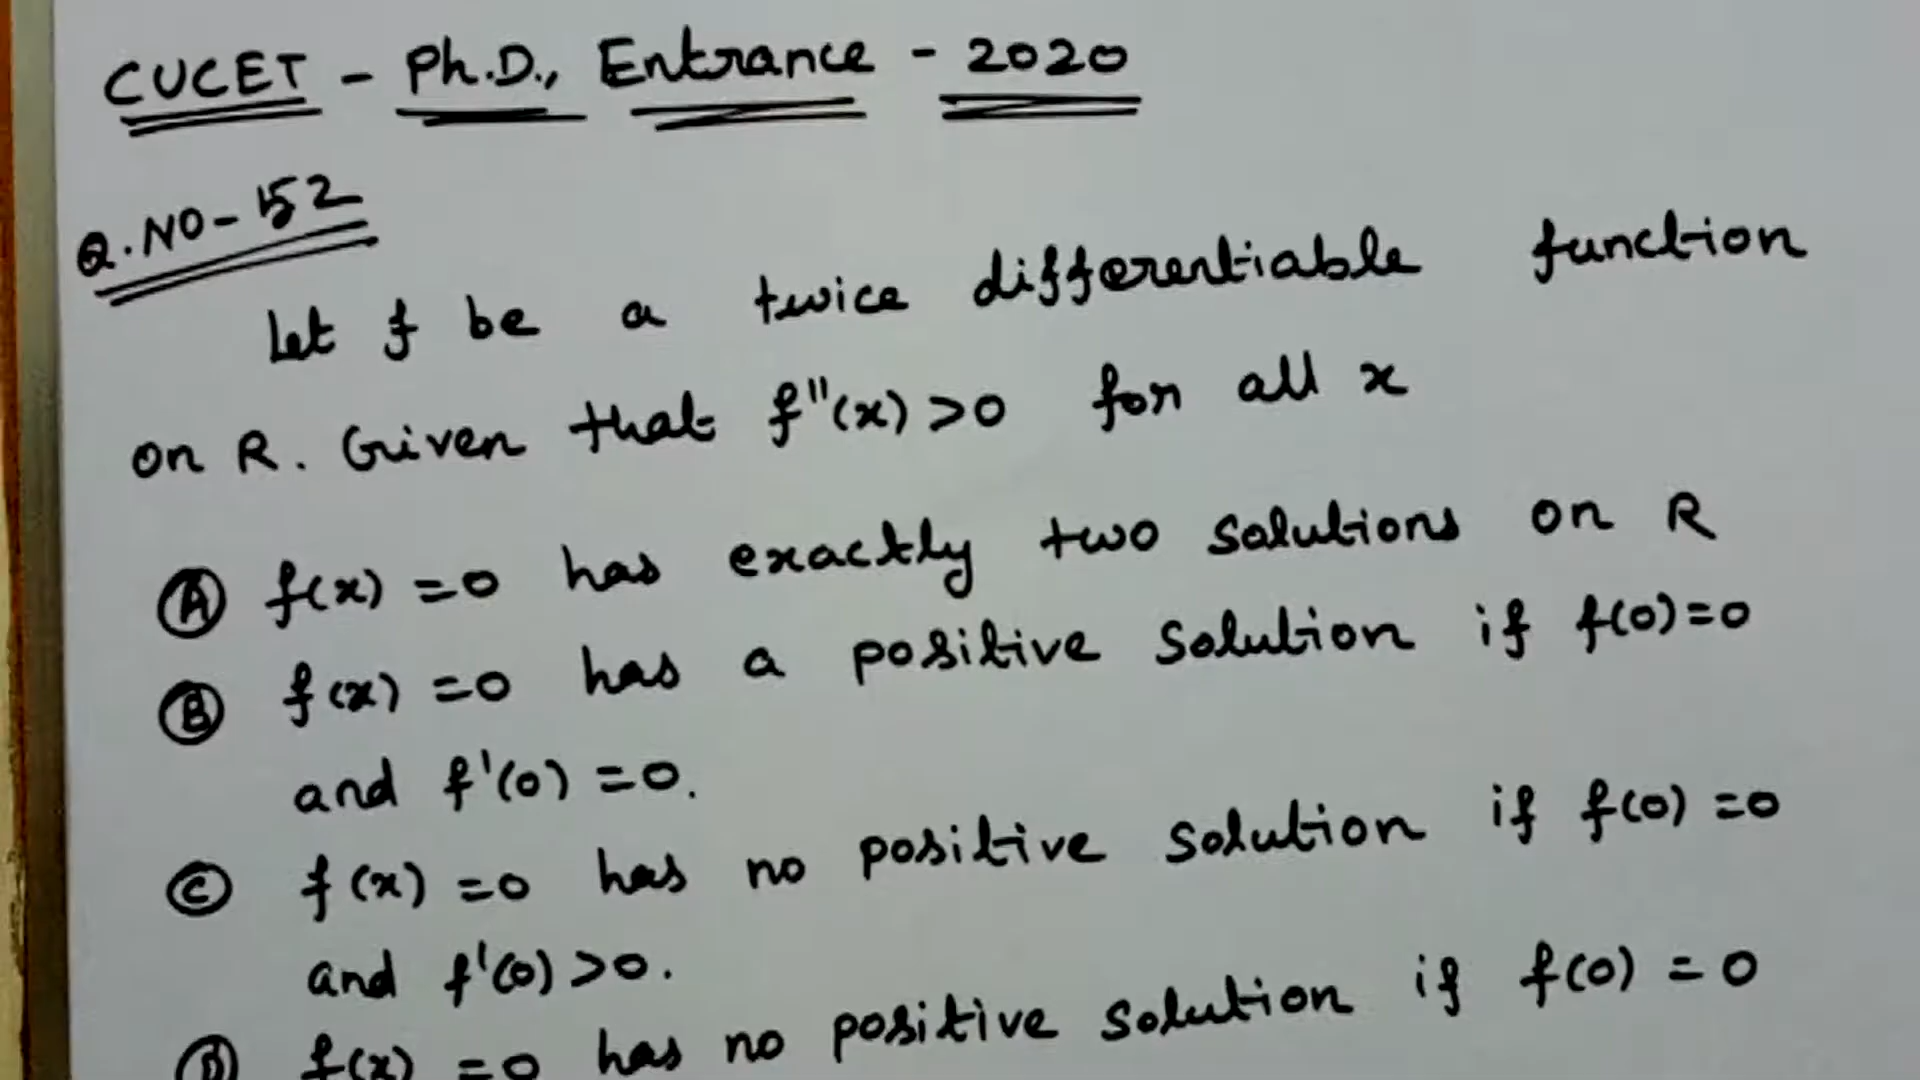 CUCET - Ph.D., Entrance - 2020
Q.NO-152
Let f be a twice differentiable function
on R. Given that f''(x) >0 for all x
(A) f(x) =0 has exactly two solutions on R
(B) f(x) =0 has a positive solution if f(0)=0
and f'(0) =0.
(C) f(x) =0 has no positive solution if f(0) =0
and f'(0) >0.
(D) f(x) =0 has no positive solution if f(0) = 0